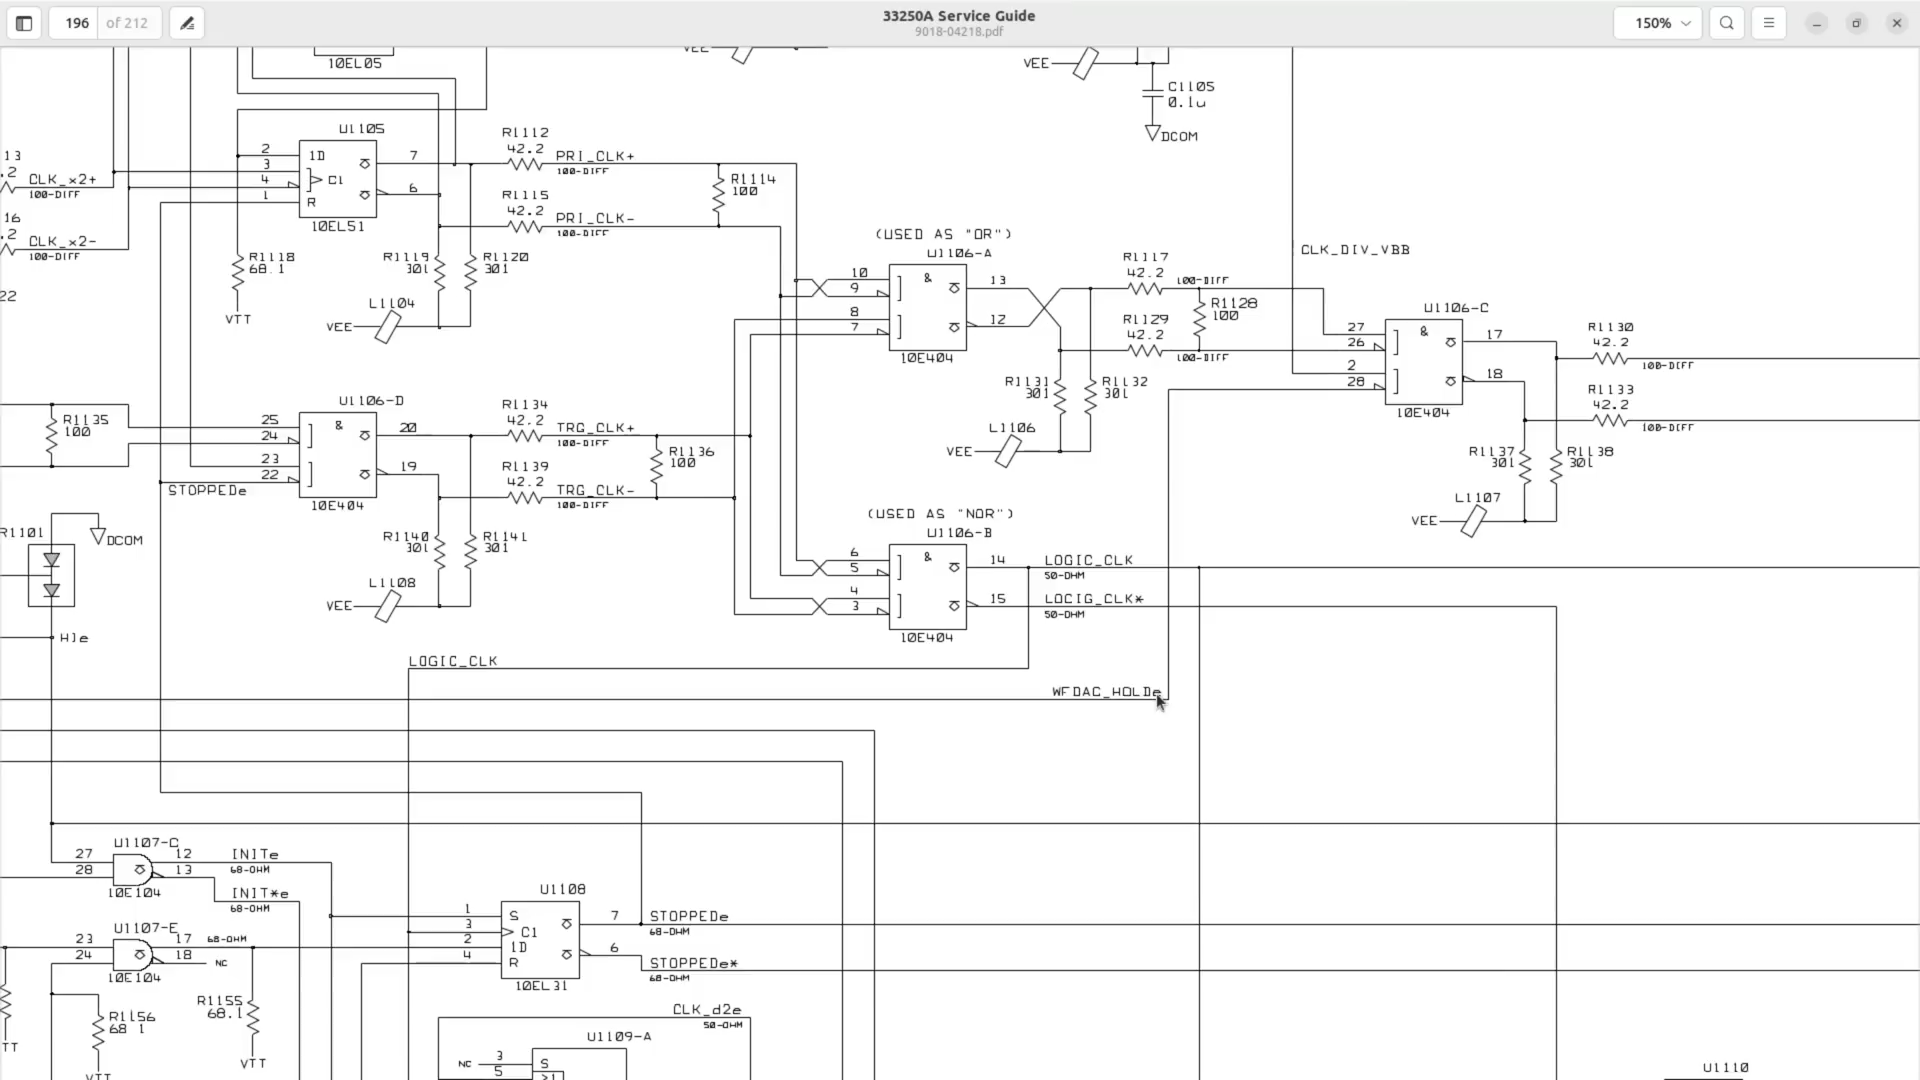 196 of 212
33250A Service Guide
9018-04218.pdf
150%
10EL05
VEE
VEE
C1105
0.1u
DCOM
U1105
2
3
4
1
1D
C1
R
7
6
10EL51
13
.2
CLK_x2+
100-DIFF
16
.2
CLK_x2-
100-DIFF
22
R1112
42.2
PRI_CLK+
100-DIFF
R1115
42.2
PRI_CLK-
100-DIFF
R1114
100
R1118
68.1
VTT
R1119
301
R1120
301
L1104
VEE
(USED AS "OR")
U1106-A
10
9
8
7
&
13
12
10E404
R1117
42.2
100-DIFF
R1128
100
R1129
42.2
100-DIFF
R1131
301
R1132
301
L1106
VEE
CLK_DIV_VBB
U1106-C
27
26
2
28
&
17
18
10E404
R1130
42.2
100-DIFF
R1133
42.2
100-DIFF
R1137
301
R1138
301
L1107
VEE
R1135
100
U1106-D
25
24
23
22
&
20
19
10E404
STOPPEDe
R1134
42.2
TRG_CLK+
100-DIFF
R1136
100
R1139
42.2
TRG_CLK-
100-DIFF
R1140
301
R1141
301
L1108
VEE
R1101
DCOM
HIe
(USED AS "NOR")
U1106-B
6
5
4
3
&
14
15
10E404
LOGIC_CLK
50-OHM
LOCIG_CLK*
50-OHM
LOGIC_CLK
WFDAC_HOLDe
U1107-C
27
28
12
13
10E104
INITe
68-OHM
INIT*e
68-OHM
U1107-E
23
24
17
18
68-OHM
NC
10E104
R1155
68.1
VTT
R1156
68 1
VTT
TT
U1108
1
3
2
4
S
C1
1D
R
7
6
10EL31
STOPPEDe
68-OHM
STOPPEDe*
68-OHM
CLK_d2e
50-OHM
U1109-A
NC
3
5
S
U1110